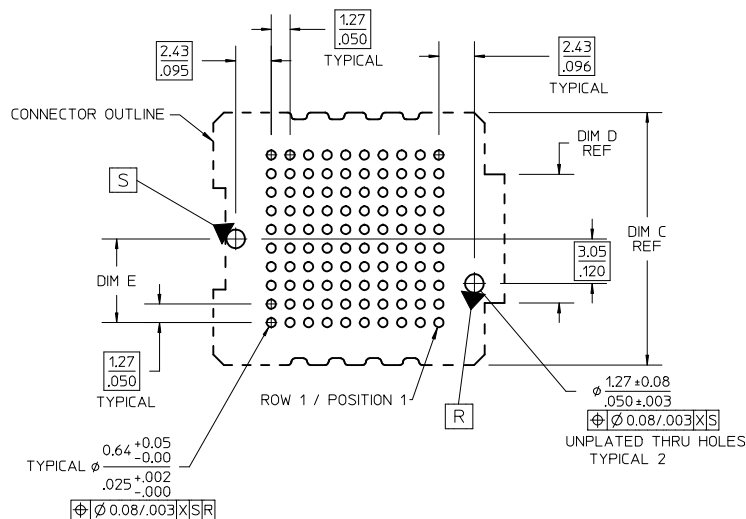 1.27
.050
TYPICAL
2.43
.095
2.43
.096
TYPICAL
CONNECTOR OUTLINE
DIM D
REF
S
DIM C
REF
DIM E
3.05
.120
1.27
.050
TYPICAL
ROW 1 / POSITION 1
R
⌀ 1.27 ±0.08
.050 ±.003
⌖ ⌀ 0.08/.003 X S
UNPLATED THRU HOLES
TYPICAL 2
TYPICAL ⌀ 0.64 +0.05
-0.00
.025 +.002
-.000
⌖ ⌀ 0.08/.003 X S R